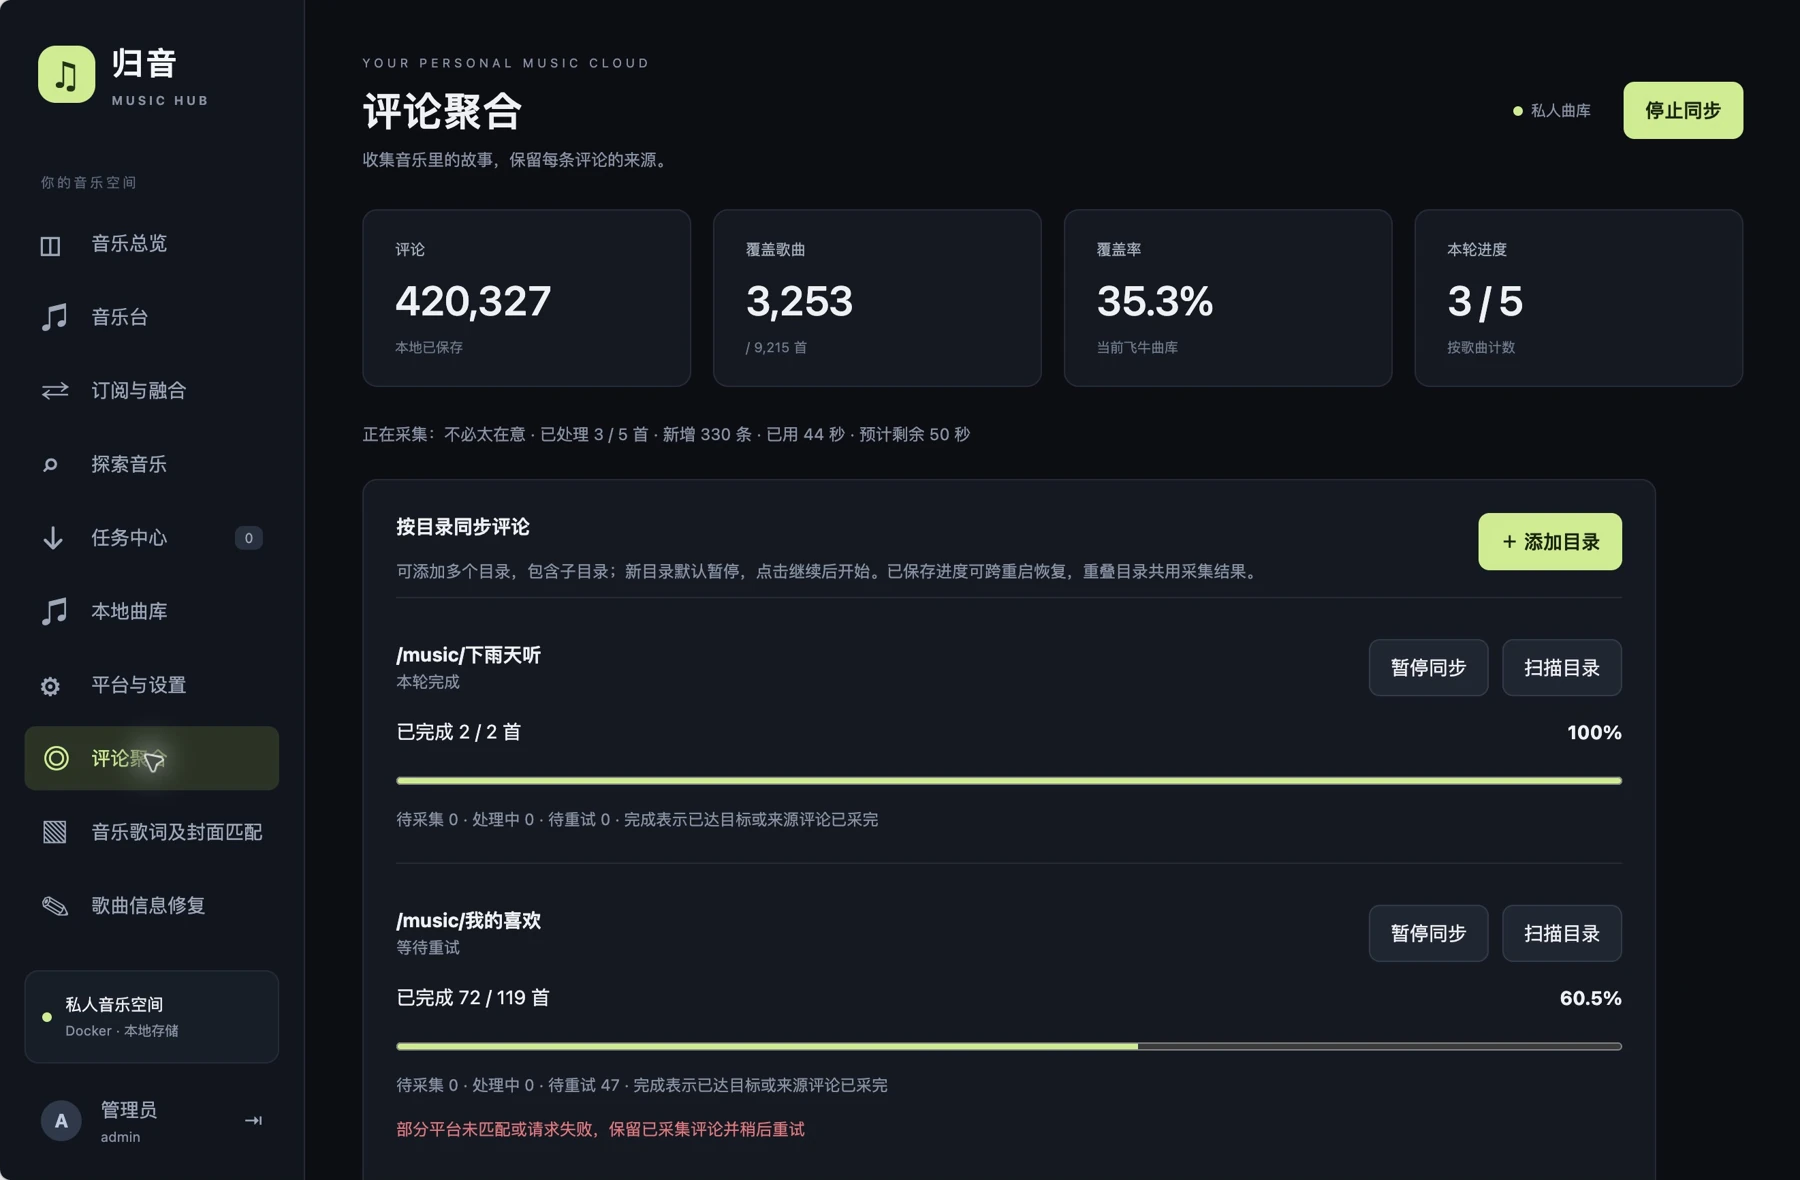 归音
MUSIC HUB
你的音乐空间
音乐总览
音乐台
订阅与融合
探索音乐
任务中心 0
本地曲库
平台与设置
评论聚合
音乐歌词及封面匹配
歌曲信息修复
私人音乐空间
Docker · 本地存储
A 管理员
admin
YOUR PERSONAL MUSIC CLOUD
评论聚合
收集音乐里的故事，保留每条评论的来源。
私人曲库
停止同步
评论
420,327
本地已保存
覆盖歌曲
3,253
/ 9,215 首
覆盖率
35.3%
当前飞牛曲库
本轮进度
3 / 5
按歌曲计数
正在采集：不必太在意 · 已处理 3 / 5 首 · 新增 330 条 · 已用 44 秒 · 预计剩余 50 秒
按目录同步评论
+ 添加目录
可添加多个目录，包含子目录；新目录默认暂停，点击继续后开始。已保存进度可跨重启恢复，重叠目录共用采集结果。
/music/下雨天听
本轮完成
暂停同步 扫描目录
已完成 2 / 2 首 100%
待采集 0 · 处理中 0 · 待重试 0 · 完成表示已达目标或来源评论已采完
/music/我的喜欢
等待重试
暂停同步 扫描目录
已完成 72 / 119 首 60.5%
待采集 0 · 处理中 0 · 待重试 47 · 完成表示已达目标或来源评论已采完
部分平台未匹配或请求失败，保留已采集评论并稍后重试